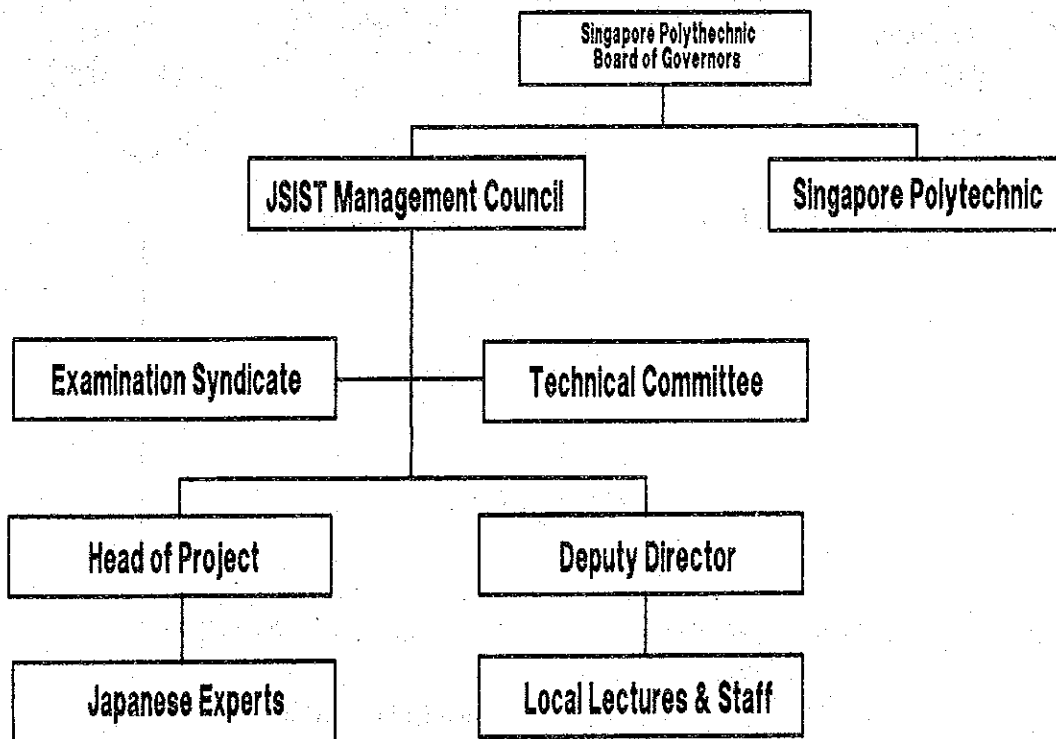 Singapore Polythechnic
Board of Governors
JSIST Management Council
Singapore Polytechnic
Examination Syndicate
Technical Committee
Head of Project
Deputy Director
Japanese Experts
Local Lectures & Staff